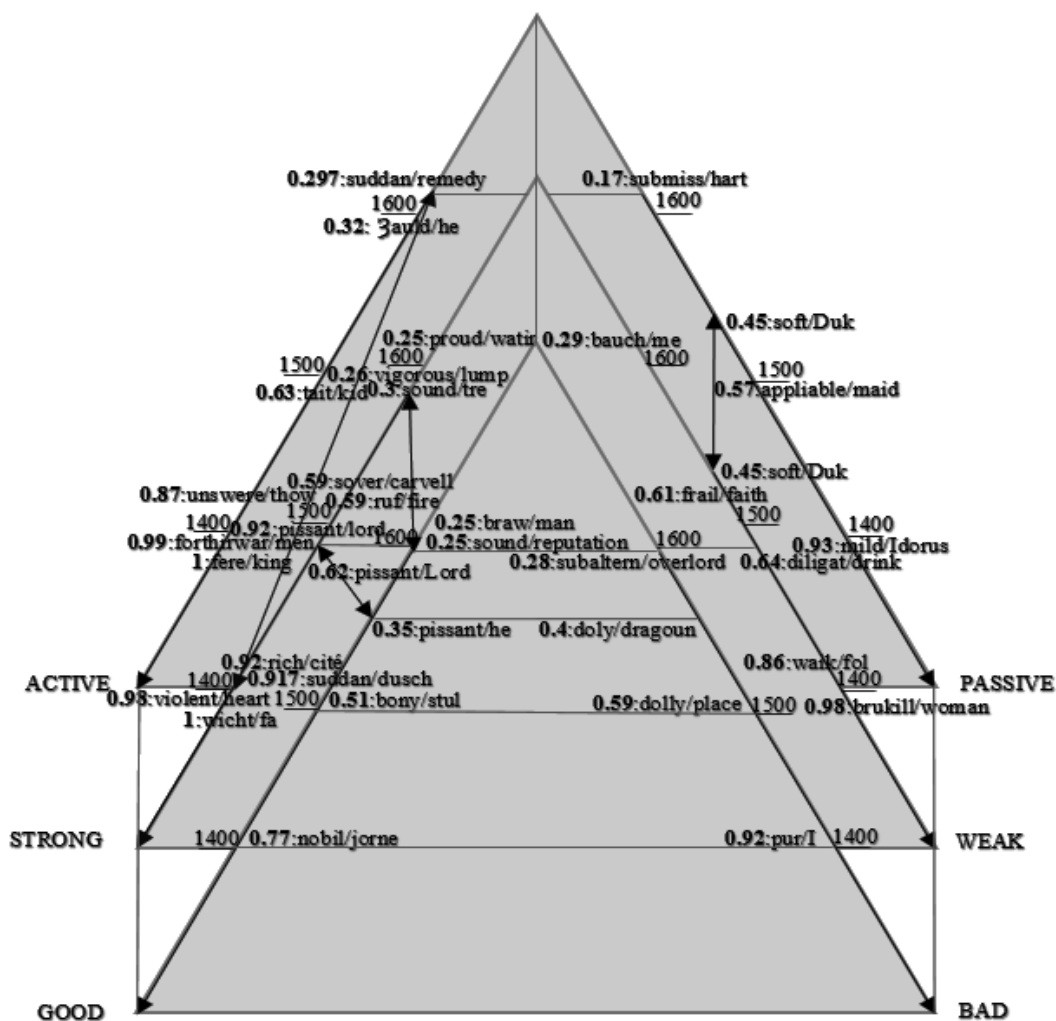 0.297:suddan/remedy 0.17:submiss/hart
1600 1600
0.32: Ȝauld/he
0.45:soft/Duk
0.25:proud/watir 0.29:bauch/me
1500 1600 1600 1500
0.26:vigorous/lump
0.63:tait/kid 0.3:sound/tre 0.57:appliable/maid
0.59:sover/carvell 0.45:soft/Duk
0.87:unswere/thow 0.59:ruf/fire 0.61:frail/faith
1500 1500
1400 0.92:pissant/lord 0.25:braw/man 1400
0.99:forthirwar/men 1600 0.25:sound/reputation 1600 0.93:mild/Idorus
1:fere/king 0.62:pissant/Lord 0.28:subaltern/overlord 0.64:diligat/drink
0.35:pissant/he 0.4:doly/dragoun
0.92:rich/cité 0.86:waik/fol
ACTIVE 1400 0.917:suddan/dusch 1400 PASSIVE
0.98:violent/heart 1500 0.51:bony/stul 0.59:dolly/place 1500 0.98:brukill/woman
1:wicht/fa
STRONG 1400 0.77:nobil/jorne 0.92:pur/I 1400 WEAK
GOOD BAD